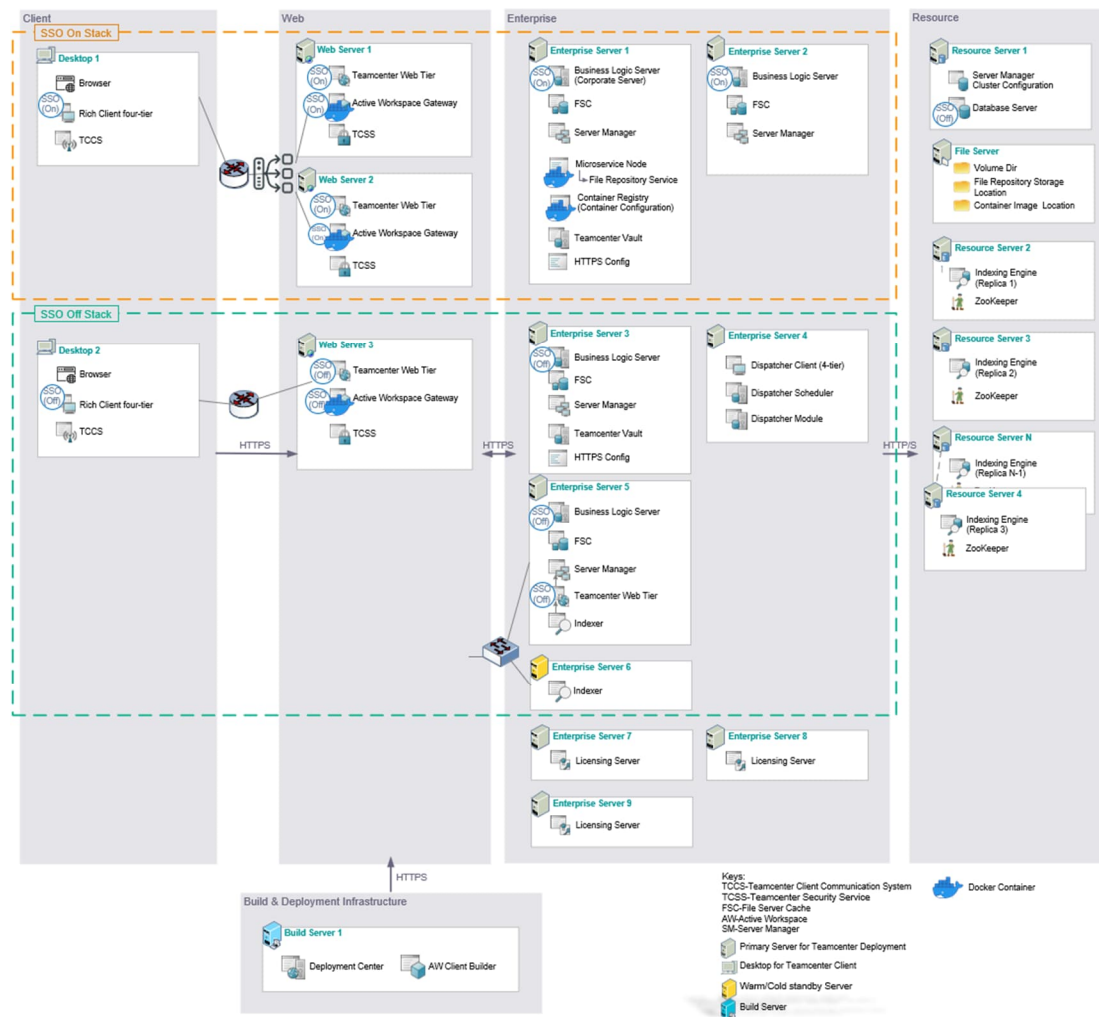 Client
Web
Enterprise
Resource
SSO On Stack
Desktop 1
Browser
SSO
(On)
Rich Client four-tier
TCCS
Web Server 1
SSO
(On)
Teamcenter Web Tier
SSO
(On)
Active Workspace Gateway
TCSS
Web Server 2
SSO
(On)
Teamcenter Web Tier
SSO
(On)
Active Workspace Gateway
TCSS
Enterprise Server 1
SSO
(On)
Business Logic Server
(Corporate Server)
FSC
Server Manager
Microservice Node
File Repository Service
Container Registry
(Container Configuration)
Teamcenter Vault
HTTPS Config
Enterprise Server 2
SSO
(On)
Business Logic Server
FSC
Server Manager
Resource Server 1
Server Manager
Cluster Configuration
SSO
(Off)
Database Server
File Server
Volume Dir
File Repository Storage
Location
Container Image Location
Resource Server 2
Indexing Engine
(Replica 1)
ZooKeeper
Resource Server 3
Indexing Engine
(Replica 2)
ZooKeeper
Resource Server N
Indexing Engine
(Replica N-1)
Resource Server 4
Indexing Engine
(Replica 3)
ZooKeeper
SSO Off Stack
Desktop 2
Browser
SSO
(Off)
Rich Client four-tier
TCCS
HTTPS
Web Server 3
SSO
(Off)
Teamcenter Web Tier
SSO
(Off)
Active Workspace Gateway
TCSS
HTTPS
Enterprise Server 3
SSO
(Off)
Business Logic Server
FSC
Server Manager
Teamcenter Vault
HTTPS Config
Enterprise Server 4
Dispatcher Client (4-tier)
Dispatcher Scheduler
Dispatcher Module
HTTP/S
Enterprise Server 5
SSO
(Off)
Business Logic Server
FSC
Server Manager
SSO
(Off)
Teamcenter Web Tier
Indexer
Enterprise Server 6
Indexer
Enterprise Server 7
Licensing Server
Enterprise Server 8
Licensing Server
Enterprise Server 9
Licensing Server
HTTPS
Build & Deployment Infrastructure
Build Server 1
Deployment Center
AW Client Builder
Keys:
TCCS-Teamcenter Client Communication System
TCSS-Teamcenter Security Service
FSC-File Server Cache
AW-Active Workspace
SM-Server Manager
Primary Server for Teamcenter Deployment
Desktop for Teamcenter Client
Warm/Cold standby Server
Build Server
Docker Container